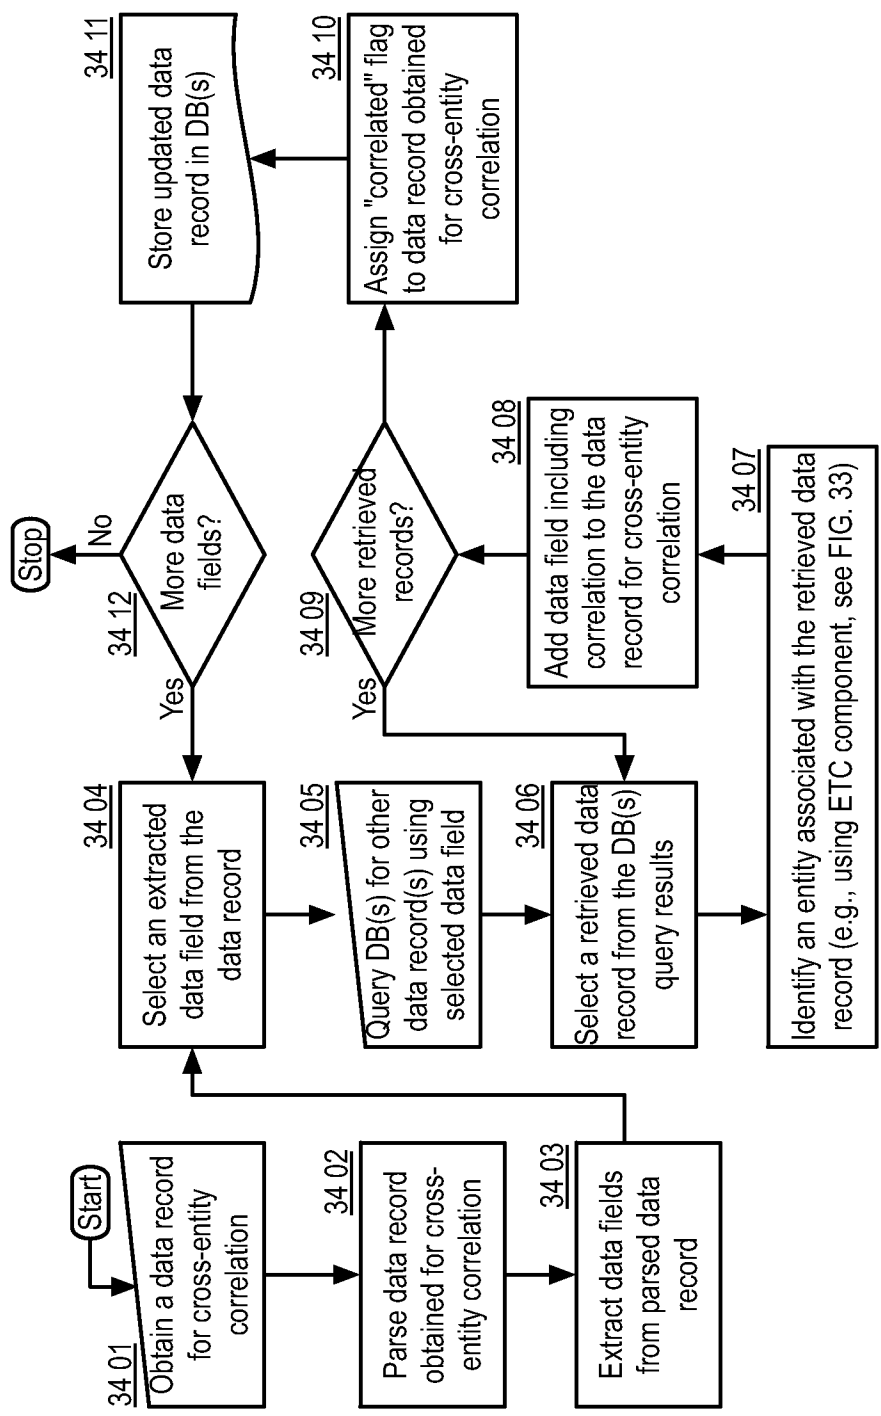 Start
34 01
Obtain a data record
for cross-entity
correlation
34 02
Parse data record
obtained for cross-
entity correlation
34 03
Extract data fields
from parsed data
record
34 04
Select an extracted
data field from the
data record
34 05
Query DB(s) for other
data record(s) using
selected data field
34 06
Select a retrieved data
record from the DB(s)
query results
34 07
Identify an entity associated with the retrieved data
record (e.g., using ETC component, see FIG. 33)
34 08
Add data field including
correlation to the data
record for cross-entity
correlation
34 09
More retrieved
records?
Yes
34 10
Assign "correlated" flag
to data record obtained
for cross-entity
correlation
34 11
Store updated data
record in DB(s)
34 12
More data
fields?
Yes
No
Stop